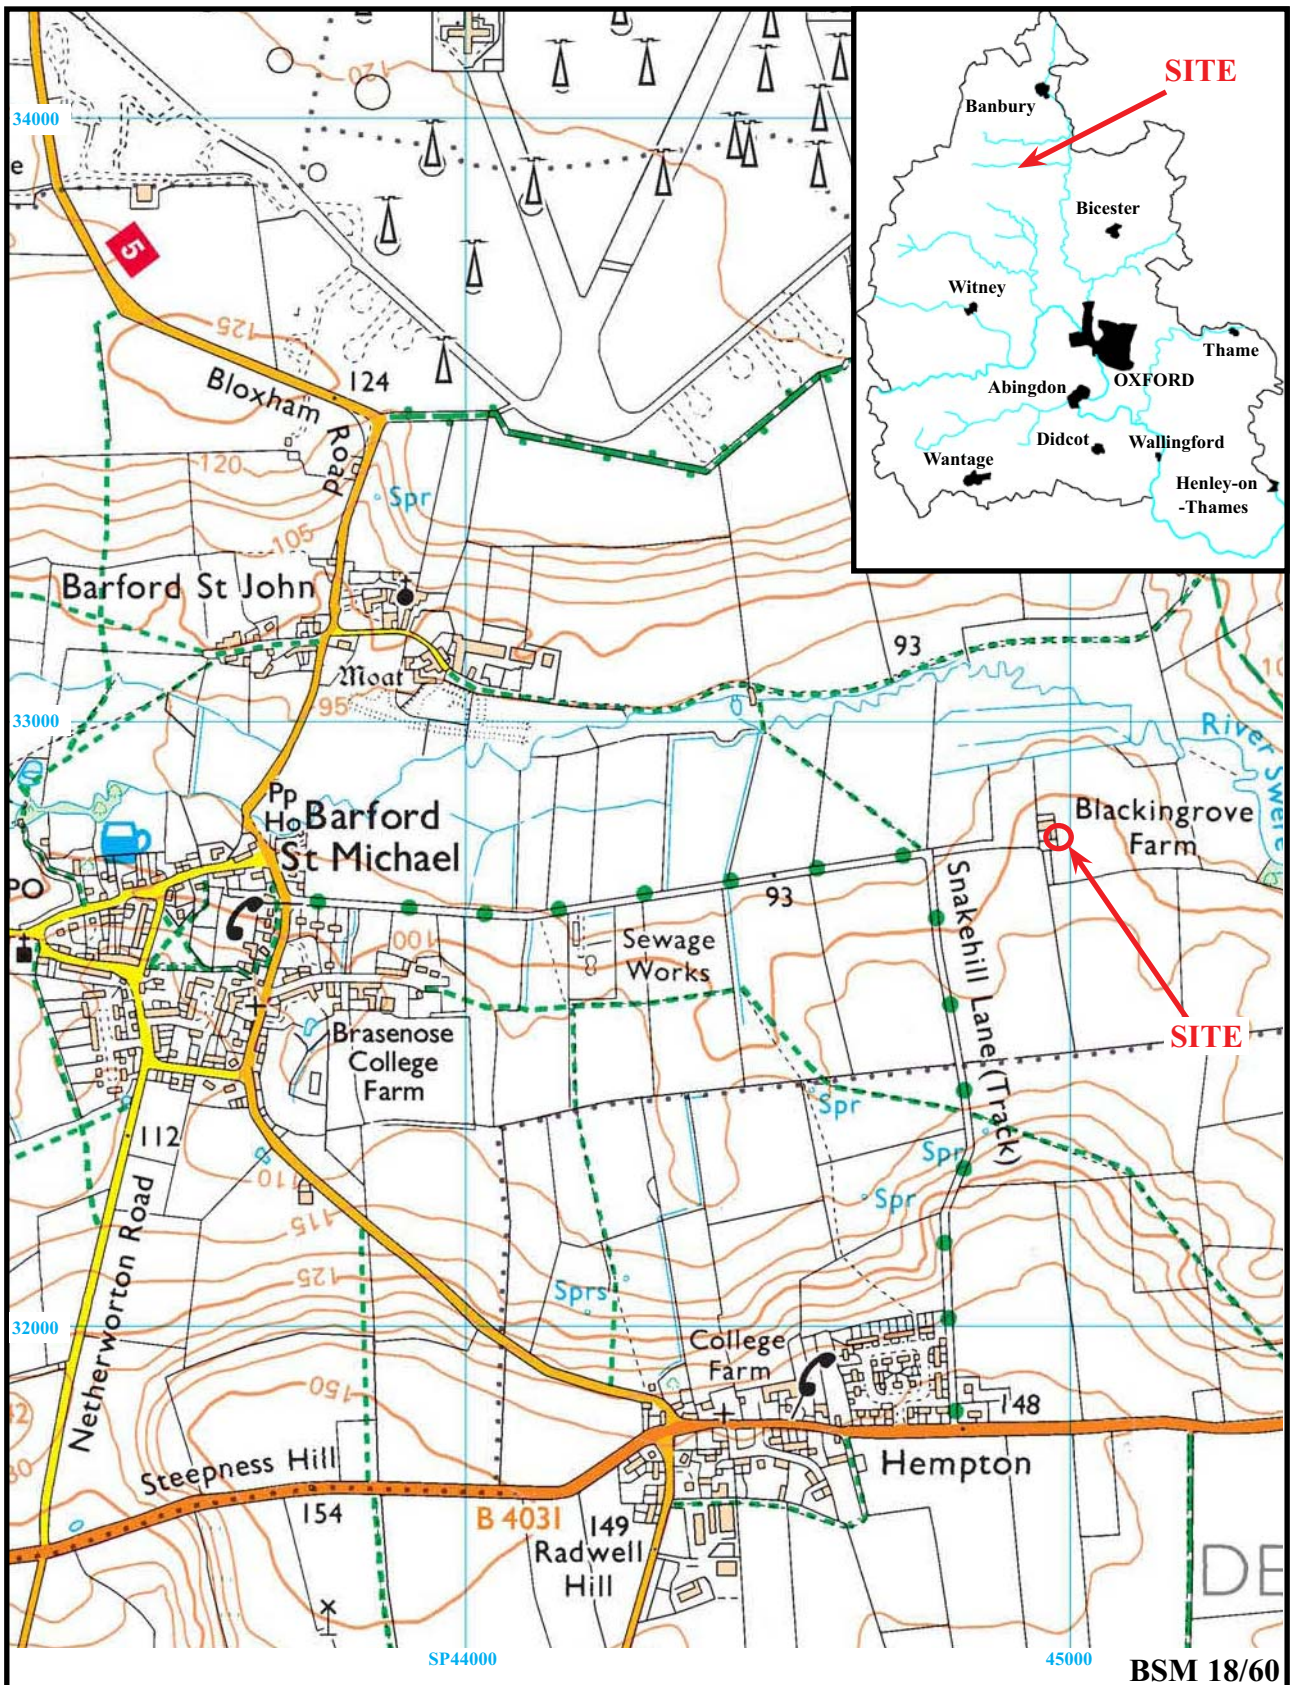 SITE
Banbury
Bicester
Witney
Thame
OXFORD
Abingdon
Didcot
Wallingford
Wantage
Henley-on
-Thames
120
34000
e
5
125
124
Bloxham
Road
120
Spr
105
Barford St John
93
Moat
95
33000
River Swere
Pp
Ho
Barford
St Michael
Blackingrove
Farm
PO
93
Snakehill Lane (Track)
100
Sewage
Works
SITE
Brasenose
College
Farm
Spr
112
Spr
110
Spr
115
Netherworton Road
125
Sprs
32000
College
Farm
150
148
Hempton
Steepness Hill
154
B 4031
149
Radwell
Hill
DE
SP44000
45000
BSM 18/60